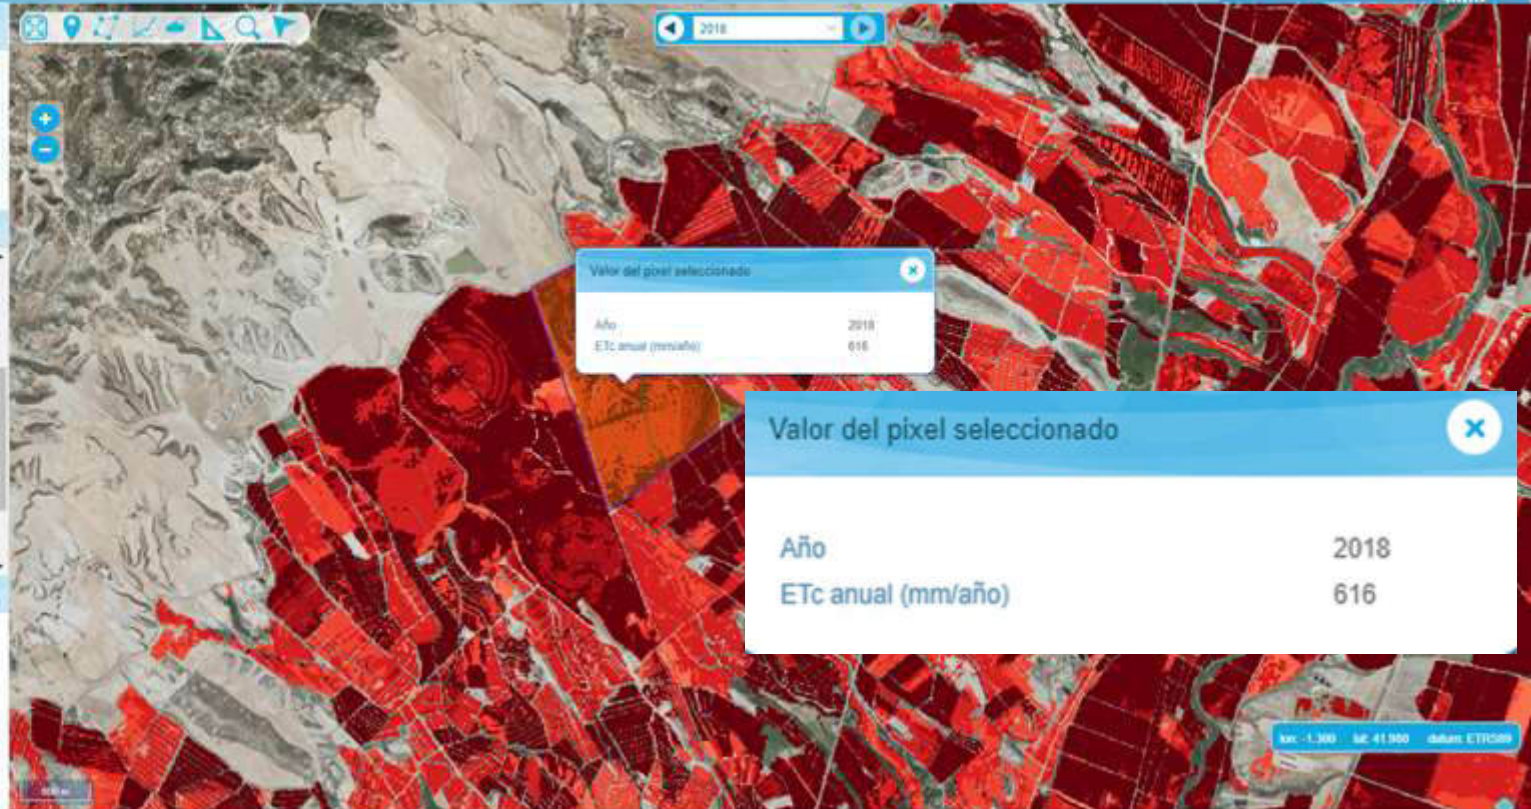 2018
Valor del pixel seleccionado
Año 2018
ETc anual (mm/año) 616
Valor del pixel seleccionado
Año 2018
ETc anual (mm/año) 616
lon: -1.300 lat: 41.980 datum: ETRS89